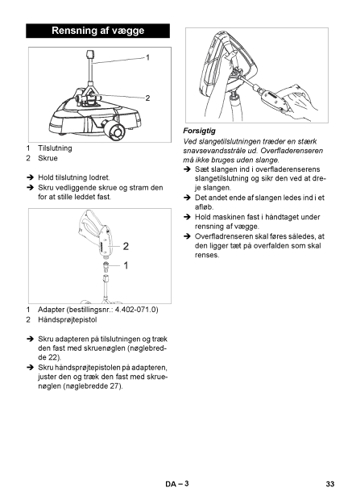 Rensning af vægge
1
2
1 Tilslutning
2 Skrue
➔ Hold tilslutning lodret.
➔ Skru vedliggende skrue og stram den
for at stille leddet fast.
2
1
1 Adapter (bestillingsnr.: 4.402-071.0)
2 Håndsprøjtepistol
➔ Skru adapteren på tilslutningen og træk
den fast med skruenøglen (nøglebred-
de 22).
➔ Skru håndsprøjtepistolen på adapteren,
juster den og træk den fast med skrue-
nøglen (nøglebredde 27).
Forsigtig
Ved slangetilslutningen træder en stærk
snavsevandsstråle ud. Overfladerenseren
må ikke bruges uden slange.
➔ Sæt slangen ind i overfladerenserens
slangetilslutning og sikr den ved at dre-
je slangen.
➔ Det andet ende af slangen ledes ind i et
afløb.
➔ Hold maskinen fast i håndtaget under
rensning af vægge.
➔ Overfladrenseren skal føres således, at
den ligger tæt på overfalden som skal
renses.
DA – 3
33